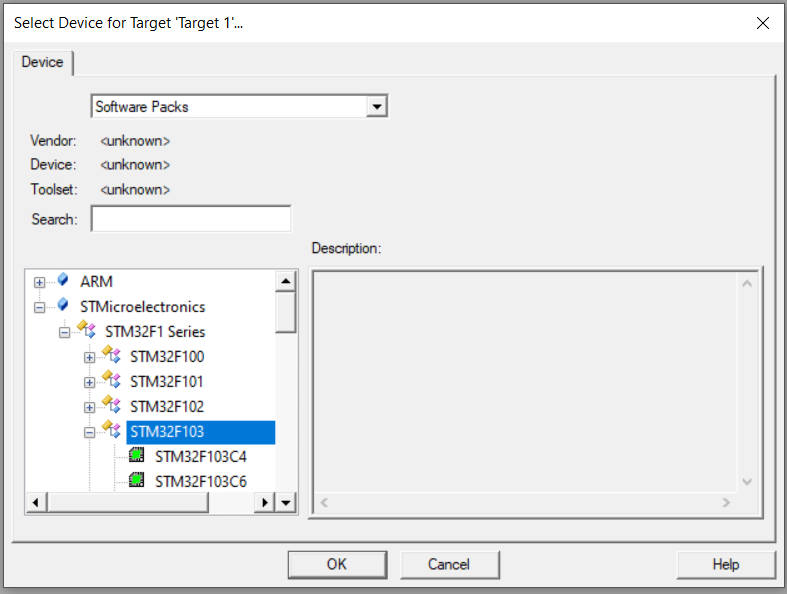 Select Device for Target 'Target 1'...
Device
Software Packs
Vendor: <unknown>
Device: <unknown>
Toolset: <unknown>
Search:
Description:
ARM
STMicroelectronics
STM32F1 Series
STM32F100
STM32F101
STM32F102
STM32F103
STM32F103C4
STM32F103C6
OK Cancel Help